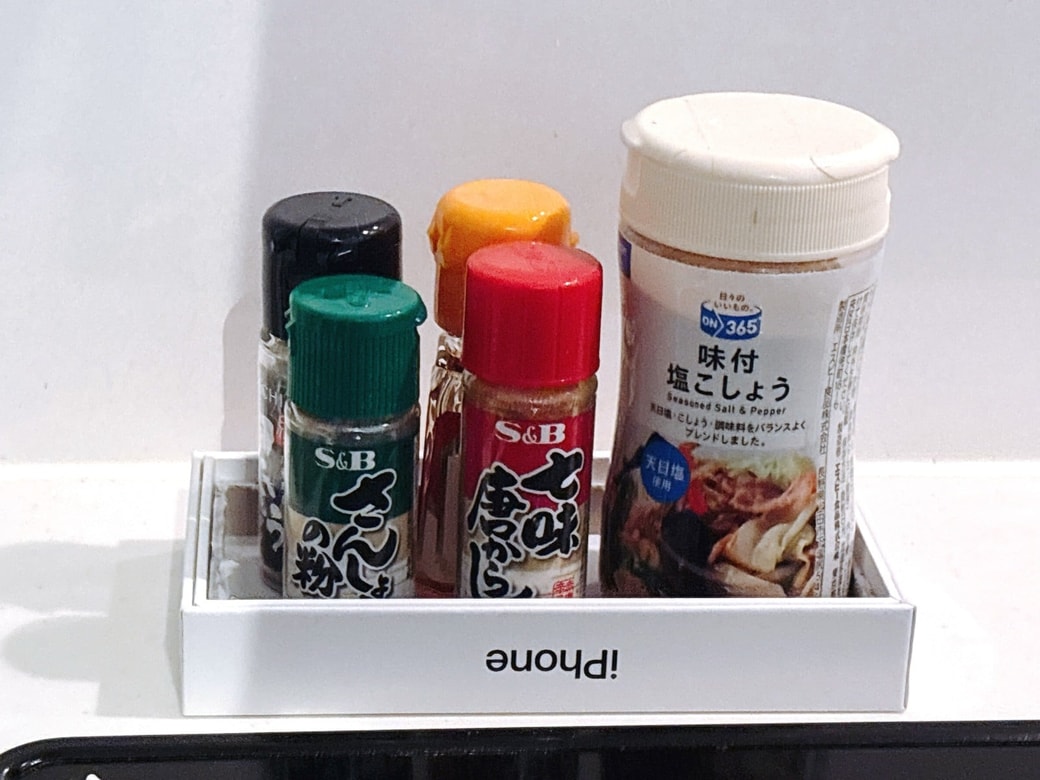 S&B
さんしょ
の粉
S&B
七味
唐から
日々の
いいもの。
ON 365
味付
塩こしょう
Seasoned Salt & Pepper
天日塩・こしょう・調味料をバランスよく
ブレンドしました。
天日塩
使用
iPhone